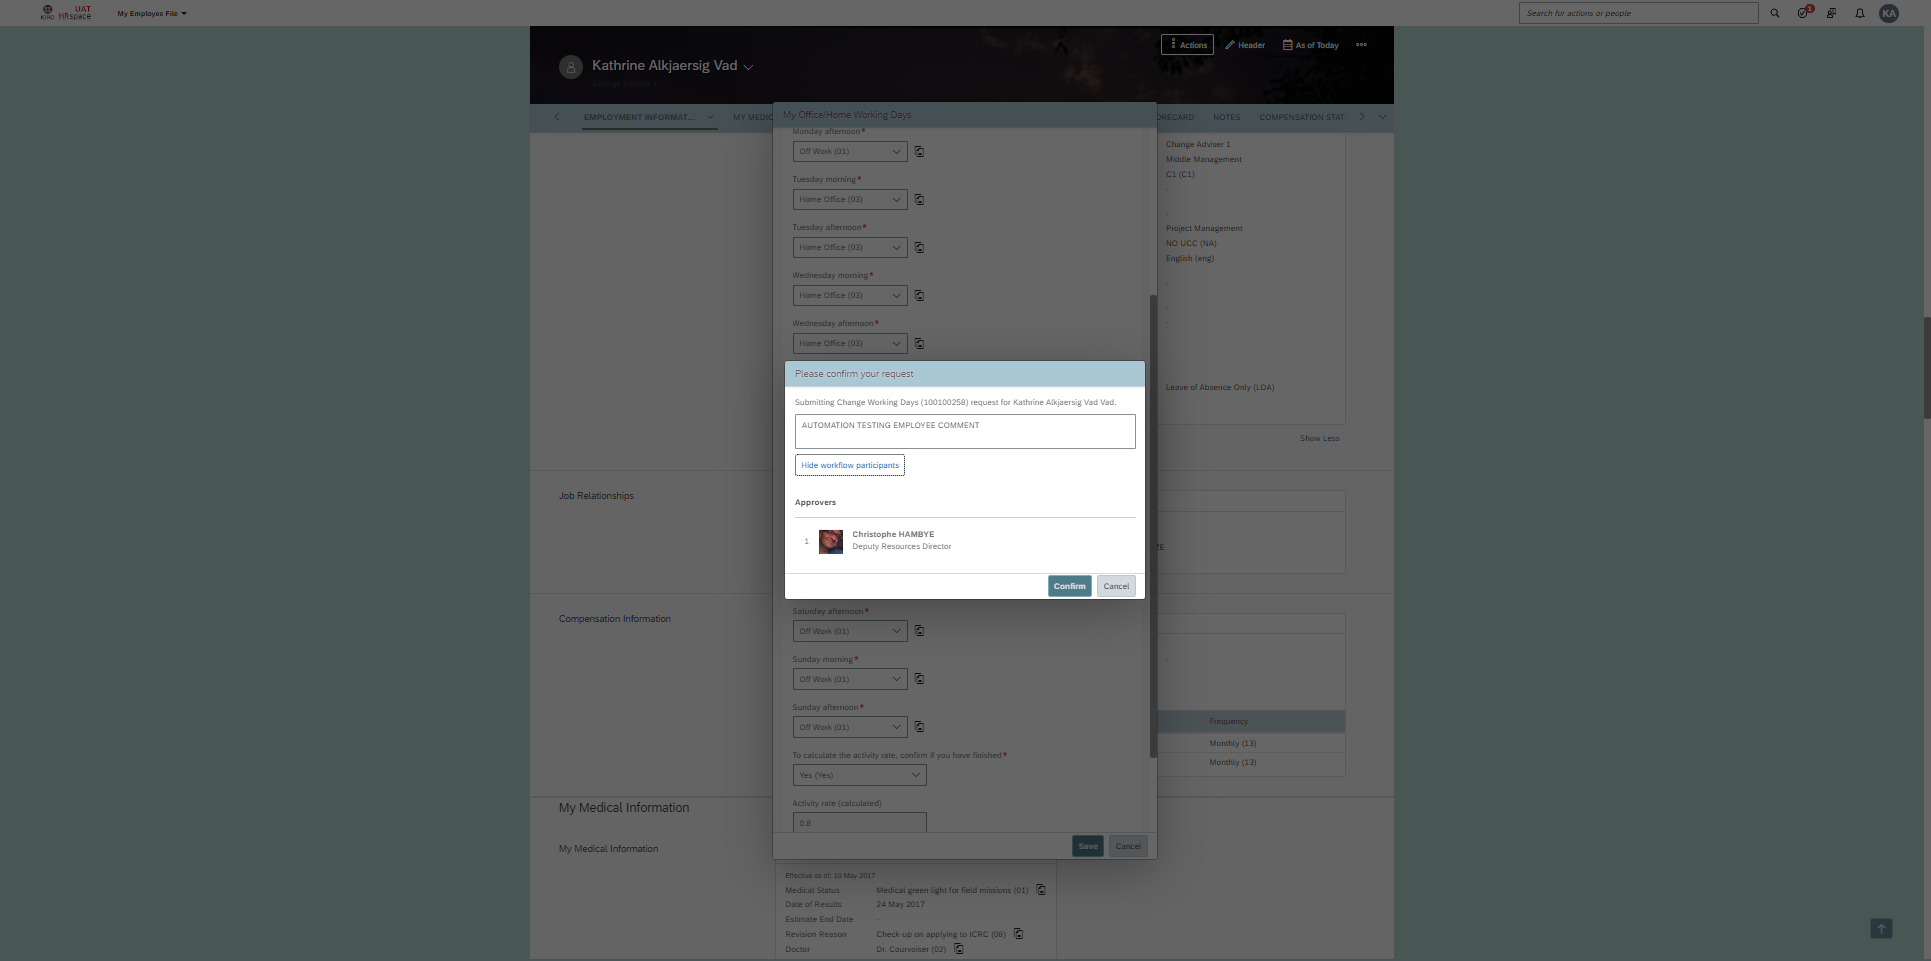 ICRC
UAT
HRspace
My Employee File
Search for actions or people
1
KA
Kathrine Alkjaersig Vad
Change Adviser 1
Actions
Header
As of Today
EMPLOYMENT INFORMAT...
MY MEDIC
ORECARD
NOTES
COMPENSATION STAT
My Office/Home Working Days
Monday afternoon*
Off Work (01)
Tuesday morning*
Home Office (03)
Tuesday afternoon*
Home Office (03)
Wednesday morning*
Home Office (03)
Wednesday afternoon*
Home Office (03)
Change Adviser 1
Middle Management
C1 (C1)
-
-
Project Management
NO UCC (NA)
English (eng)
-
-
-
Leave of Absence Only (LOA)
Show Less
Please confirm your request
Submitting Change Working Days (100100258) request for Kathrine Alkjaersig Vad Vad.
AUTOMATION TESTING EMPLOYEE COMMENT
Hide workflow participants
Approvers
1
Christophe HAMBYE
Deputy Resources Director
Confirm
Cancel
Job Relationships
ZE
Compensation Information
-
Frequency
Monthly (13)
Monthly (13)
Saturday afternoon*
Off Work (01)
Sunday morning*
Off Work (01)
Sunday afternoon*
Off Work (01)
To calculate the activity rate, confirm if you have finished*
Yes (Yes)
Activity rate (calculated)
0.8
Save
Cancel
My Medical Information
My Medical Information
Effective as of: 10 May 2017
Medical Status Medical green light for field missions (01)
Date of Results 24 May 2017
Estimate End Date -
Revision Reason Check-up on applying to ICRC (08)
Doctor Dr. Courvoiser (02)